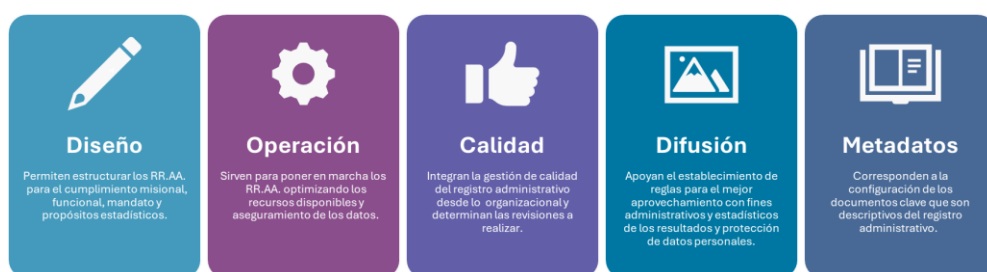 Diseño
Permiten estructurar los RR.AA.
para el cumplimiento misional,
funcional, mandato y
propósitos estadísticos.
Operación
Sirven para poner en marcha los
RR.AA. optimizando los
recursos disponibles y
aseguramiento de los datos.
Calidad
Integran la gestión de calidad
del registro administrativo
desde lo organizacional y
determinan las revisiones a
realizar.
Difusión
Apoyan el establecimiento de
reglas para el mejor
aprovechamiento con fines
administrativos y estadísticos
de los resultados y protección
de datos personales.
Metadatos
Corresponden a la
configuración de los
documentos clave que son
descriptivos del registro
administrativo.